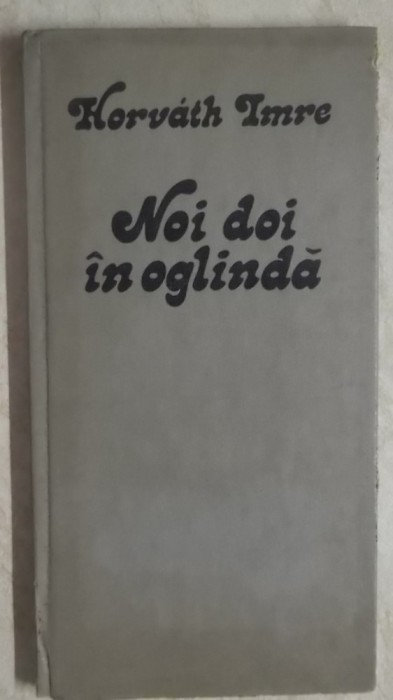 Horváth Imre
Noi doi
în oglindă